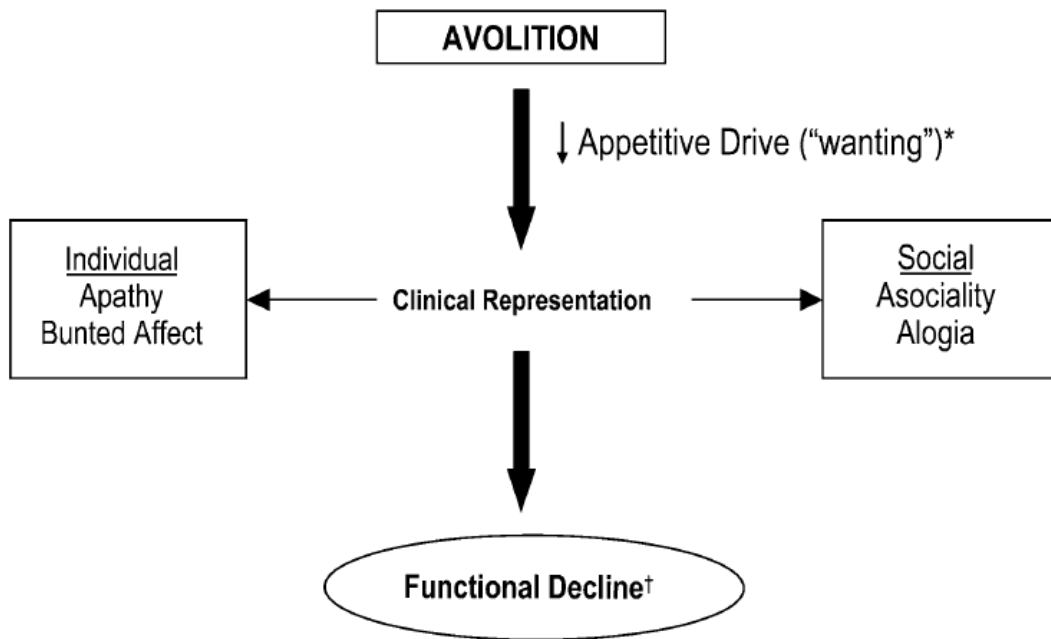 AVOLITION
↓ Appetitive Drive (“wanting”)*
Individual
Apathy
Bunted Affect
Clinical Representation
Social
Asociality
Alogia
Functional Decline†